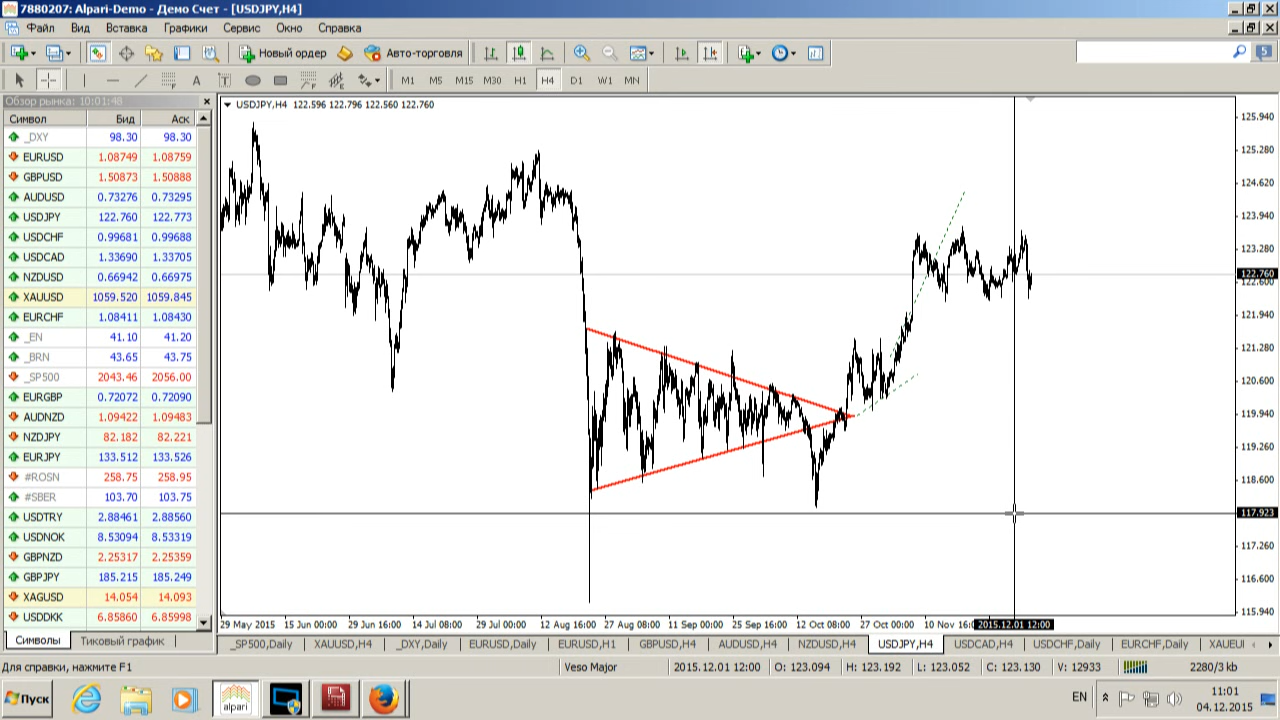 7880207: Alpari-Demo - Демо Счет - [USDJPY,H4]
Файл Вид Вставка Графики Сервис Окно Справка
Новый ордер Авто-торговля 5
A T M1 M5 M15 M30 H1 H4 D1 W1 MN
Обзор рынка: 10:01:48
Символ Бид Аск
_DXY 98.30 98.30
EURUSD 1.08749 1.08759
GBPUSD 1.50873 1.50888
AUDUSD 0.73276 0.73295
USDJPY 122.760 122.773
USDCHF 0.99681 0.99688
USDCAD 1.33690 1.33705
NZDUSD 0.66942 0.66975
XAUUSD 1059.520 1059.845
EURCHF 1.08411 1.08430
_EN 41.10 41.20
_BRN 43.65 43.75
_SP500 2043.46 2056.00
EURGBP 0.72072 0.72090
AUDNZD 1.09422 1.09483
NZDJPY 82.182 82.221
EURJPY 133.512 133.526
#ROSN 258.75 258.95
#SBER 103.70 103.75
USDTRY 2.88461 2.88560
USDNOK 8.53094 8.53319
GBPNZD 2.25317 2.25359
GBPJPY 185.215 185.249
XAGUSD 14.054 14.093
USDDKK 6.85860 6.85998
Символы Тиковый график
USDJPY,H4 122.596 122.796 122.560 122.760
125.940
125.280
124.620
123.940
123.280
122.760
122.600
121.940
121.280
120.600
119.940
119.260
118.600
117.923
117.260
116.600
115.940
29 May 2015 15 Jun 00:00 29 Jun 16:00 14 Jul 08:00 29 Jul 00:00 12 Aug 16:00 27 Aug 08:00 11 Sep 00:00 25 Sep 16:00 12 Oct 08:00 27 Oct 00:00 10 Nov 16:0 2015.12.01 12:00
_SP500,Daily XAUUSD,H4 _DXY,Daily EURUSD,Daily EURUSD,H1 GBPUSD,H4 AUDUSD,H4 NZDUSD,H4 USDJPY,H4 USDCAD,H4 USDCHF,Daily EURCHF,Daily XAUEUI
Для справки, нажмите F1 Veso Major 2015.12.01 12:00 O: 123.094 H: 123.192 L: 123.052 C: 123.130 V: 12933 2280/3 kb
Пуск alpari EN 11:01
04.12.2015